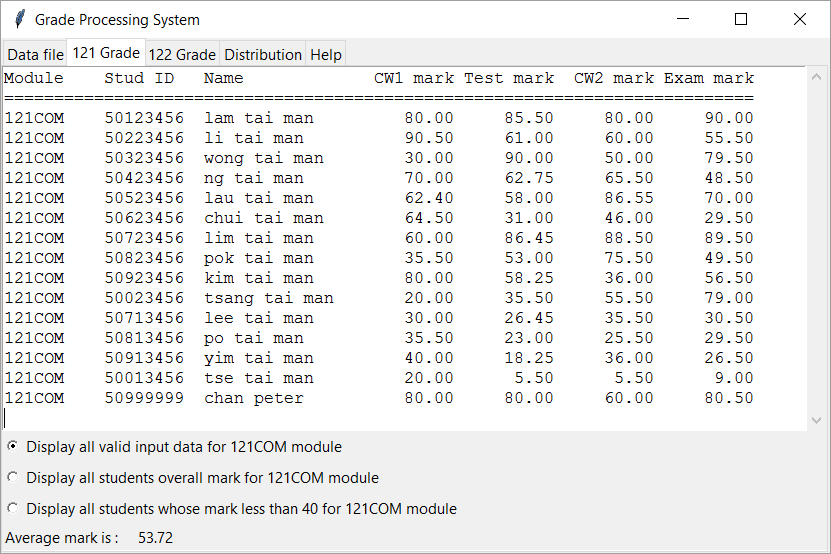 Grade Processing System
Data file 121 Grade 122 Grade Distribution Help
Module Stud ID Name CW1 mark Test mark CW2 mark Exam mark
===========================================================================
121COM 50123456 lam tai man 80.00 85.50 80.00 90.00
121COM 50223456 li tai man 90.50 61.00 60.00 55.50
121COM 50323456 wong tai man 30.00 90.00 50.00 79.50
121COM 50423456 ng tai man 70.00 62.75 65.50 48.50
121COM 50523456 lau tai man 62.40 58.00 86.55 70.00
121COM 50623456 chui tai man 64.50 31.00 46.00 29.50
121COM 50723456 lim tai man 60.00 86.45 88.50 89.50
121COM 50823456 pok tai man 35.50 53.00 75.50 49.50
121COM 50923456 kim tai man 80.00 58.25 36.00 56.50
121COM 50023456 tsang tai man 20.00 35.50 55.50 79.00
121COM 50713456 lee tai man 30.00 26.45 35.50 30.50
121COM 50813456 po tai man 35.50 23.00 25.50 29.50
121COM 50913456 yim tai man 40.00 18.25 36.00 26.50
121COM 50013456 tse tai man 20.00 5.50 5.50 9.00
121COM 50999999 chan peter 80.00 80.00 60.00 80.50
Display all valid input data for 121COM module
Display all students overall mark for 121COM module
Display all students whose mark less than 40 for 121COM module
Average mark is : 53.72